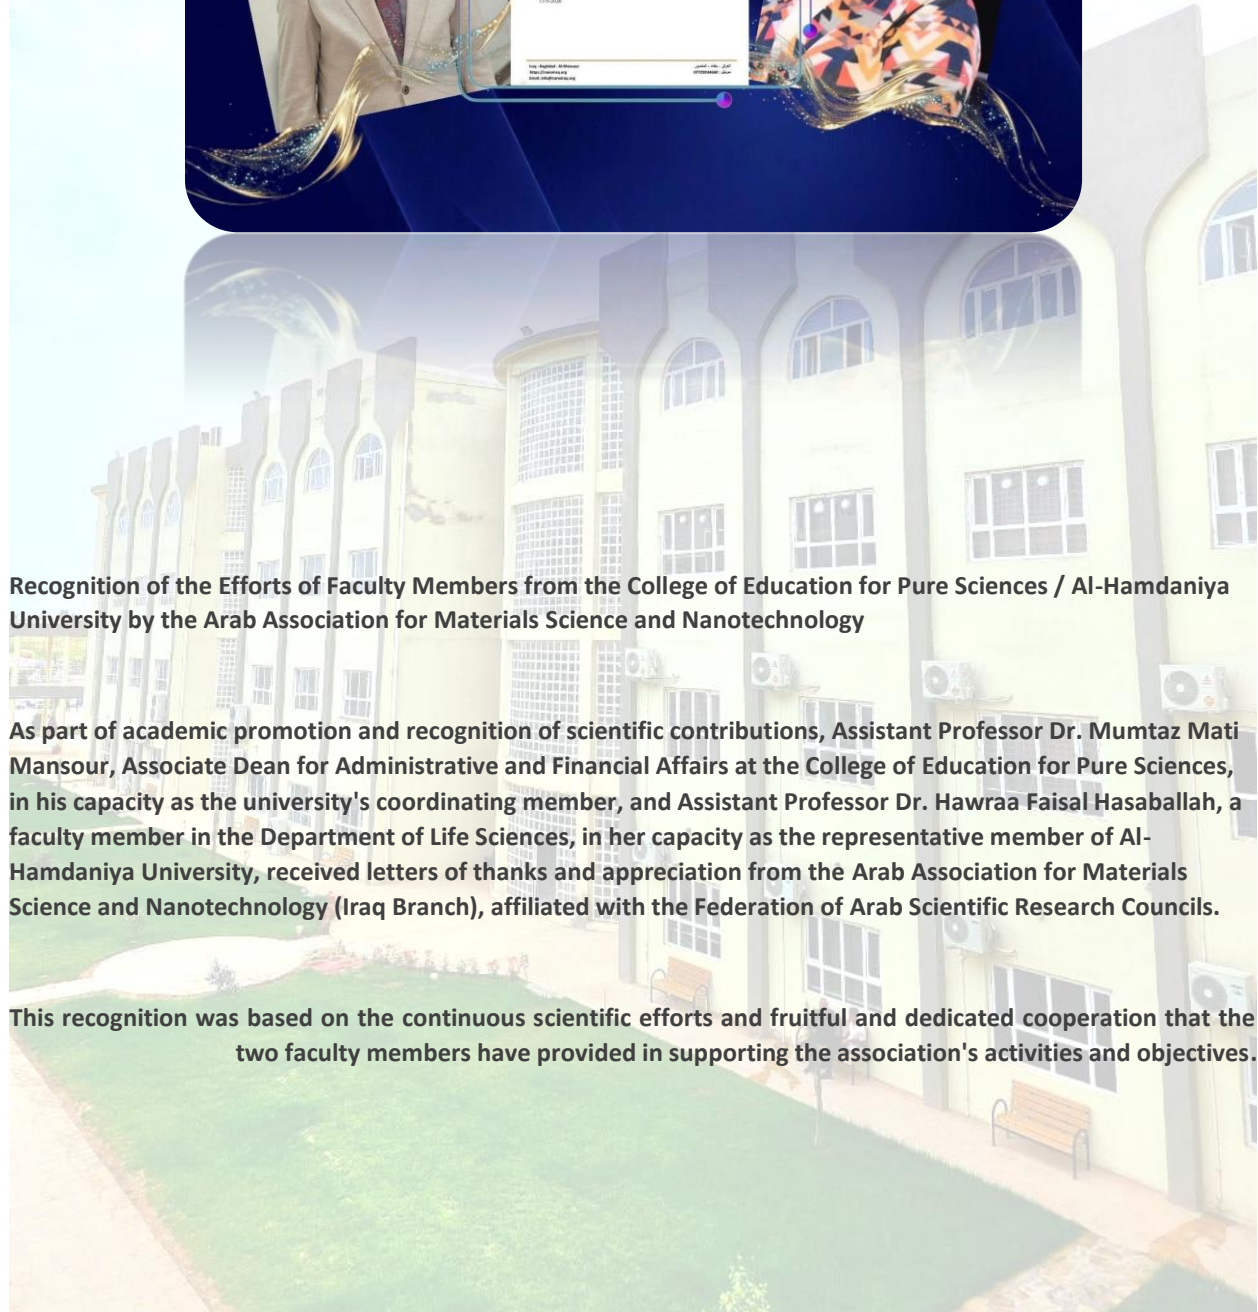 Iraq - Baghdad - Al-Mansour
https://nanoiraq.org
Recognition of the Efforts of Faculty Members from the College of Education for Pure Sciences / Al-Hamdaniya
University by the Arab Association for Materials Science and Nanotechnology
As part of academic promotion and recognition of scientific contributions, Assistant Professor Dr. Mumtaz Mati
Mansour, Associate Dean for Administrative and Financial Affairs at the College of Education for Pure Sciences,
in his capacity as the university's coordinating member, and Assistant Professor Dr. Hawraa Faisal Hasaballah, a
faculty member in the Department of Life Sciences, in her capacity as the representative member of Al-
Hamdaniya University, received letters of thanks and appreciation from the Arab Association for Materials
Science and Nanotechnology (Iraq Branch), affiliated with the Federation of Arab Scientific Research Councils.
This recognition was based on the continuous scientific efforts and fruitful and dedicated cooperation that the
two faculty members have provided in supporting the association's activities and objectives.